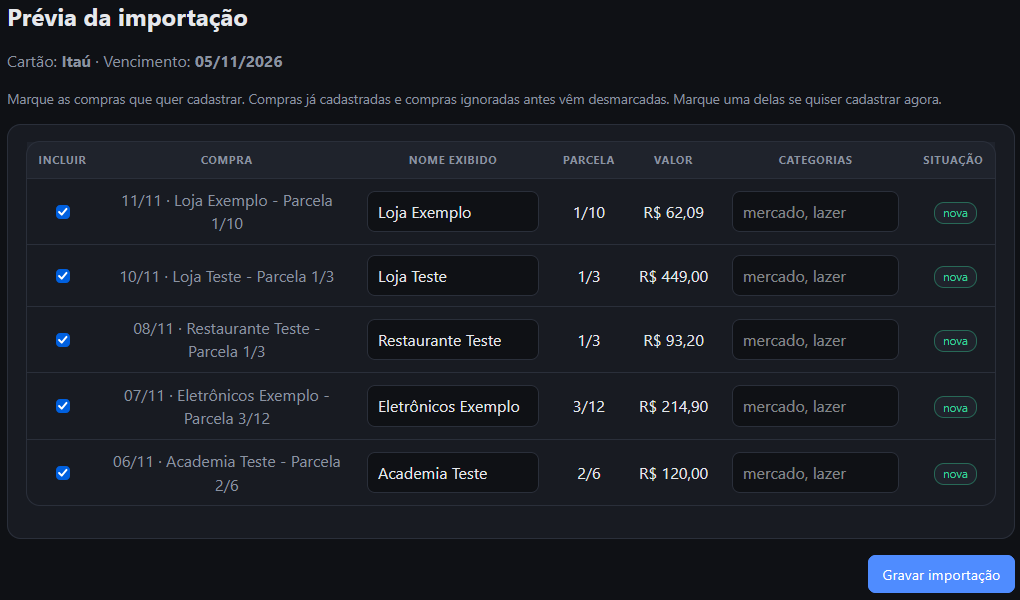 Prévia da importação
Cartão: Itaú · Vencimento: 05/11/2026
Marque as compras que quer cadastrar. Compras já cadastradas e compras ignoradas antes vêm desmarcadas. Marque uma delas se quiser cadastrar agora.
INCLUIR COMPRA NOME EXIBIDO PARCELA VALOR CATEGORIAS SITUAÇÃO
11/11 · Loja Exemplo - Parcela
1/10
Loja Exemplo 1/10 R$ 62,09 mercado, lazer nova
10/11 · Loja Teste - Parcela 1/3 Loja Teste 1/3 R$ 449,00 mercado, lazer nova
08/11 · Restaurante Teste -
Parcela 1/3
Restaurante Teste 1/3 R$ 93,20 mercado, lazer nova
07/11 · Eletrônicos Exemplo -
Parcela 3/12
Eletrônicos Exemplo 3/12 R$ 214,90 mercado, lazer nova
06/11 · Academia Teste - Parcela
2/6
Academia Teste 2/6 R$ 120,00 mercado, lazer nova
Gravar importação